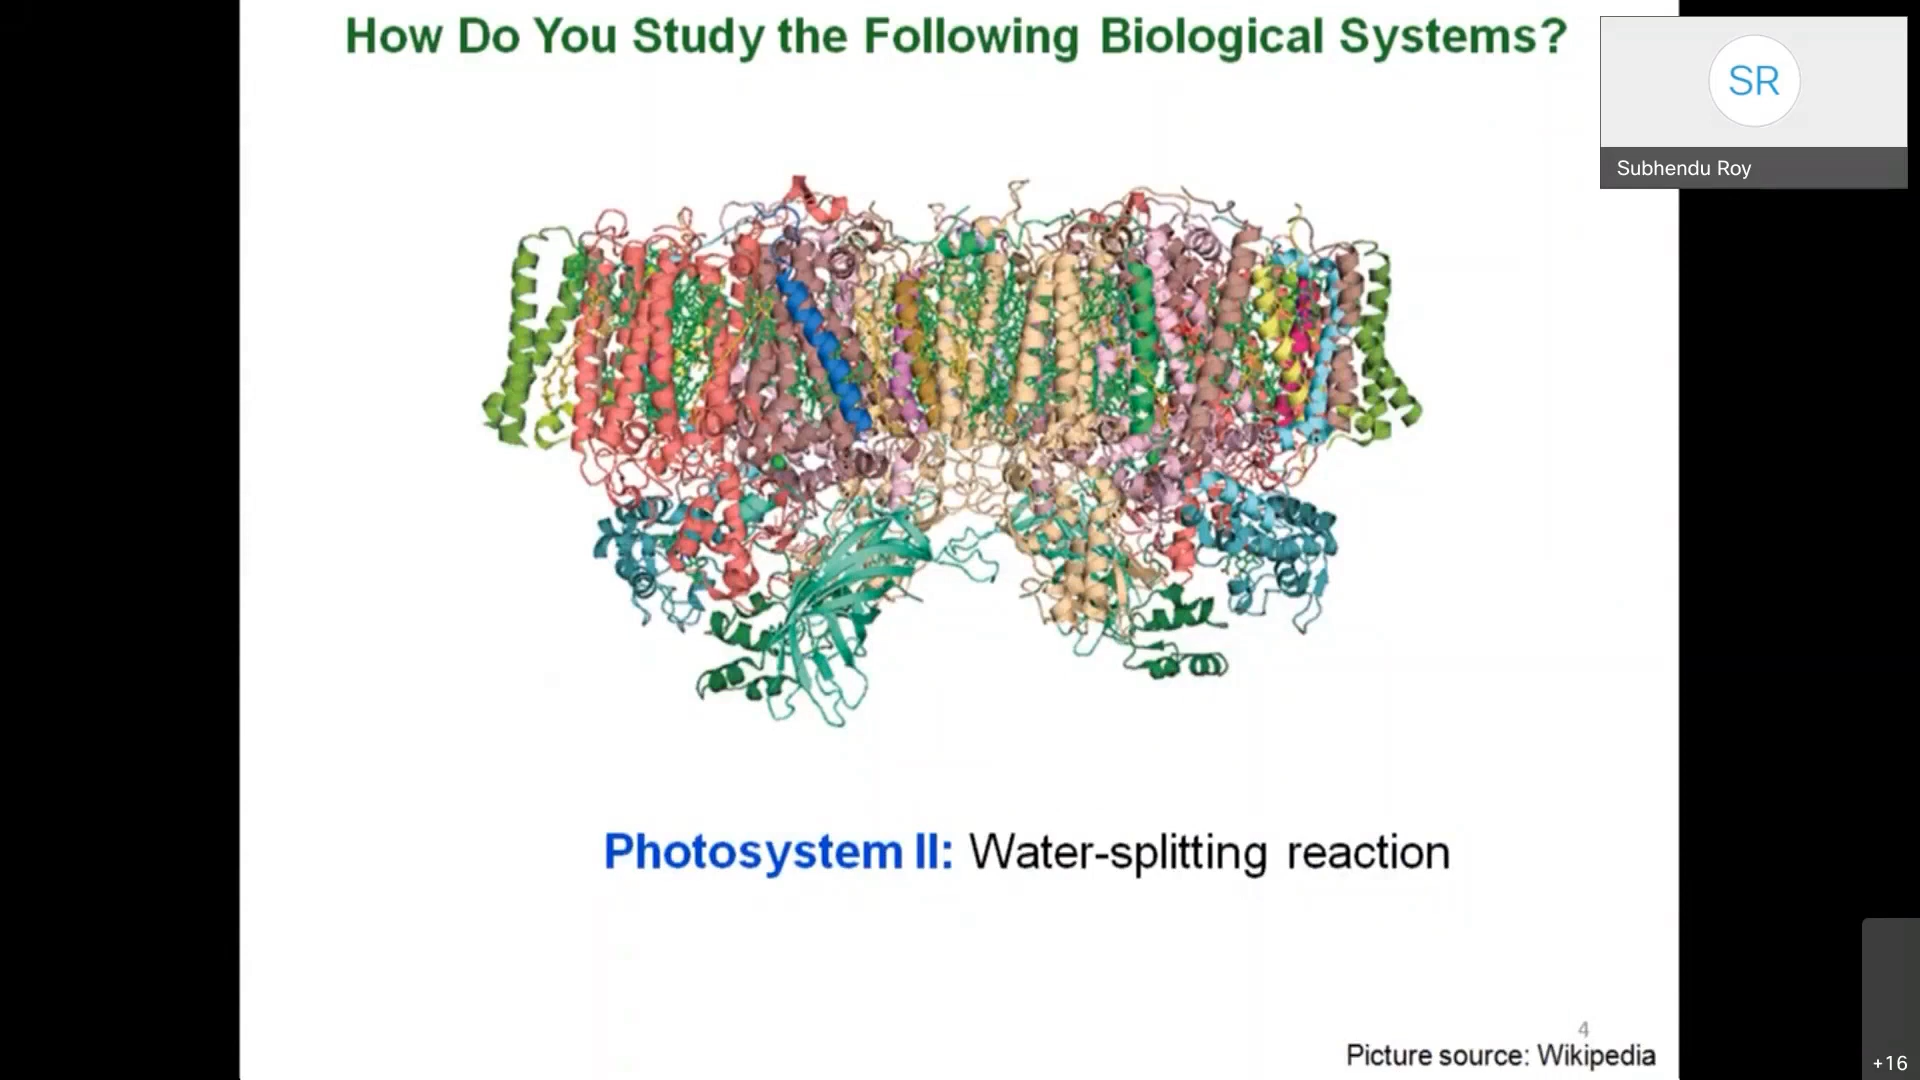 How Do You Study the Following Biological Systems?
SR
Subhendu Roy
Photosystem II: Water-splitting reaction
4
Picture source: Wikipedia
+16